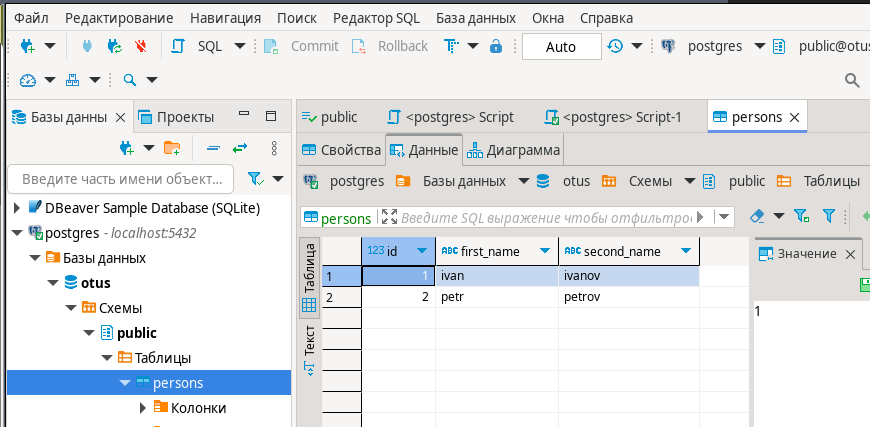 Файл Редактирование Навигация Поиск Редактор SQL База данных Окна Справка
SQL Commit Rollback Auto postgres public@otus
Базы данны Проекты
public <postgres> Script <postgres> Script-1 persons
Свойства Данные Диаграмма
Введите часть имени объект...
postgres Базы данных otus Схемы public Таблицы
DBeaver Sample Database (SQLite)
postgres - localhost:5432
Базы данных
otus
Схемы
public
Таблицы
persons
Колонки
persons Введите SQL выражение чтобы отфильтро
Таблица
Текст
123 id ABC first_name ABC second_name
1 1 ivan ivanov
2 2 petr petrov
Значение
1